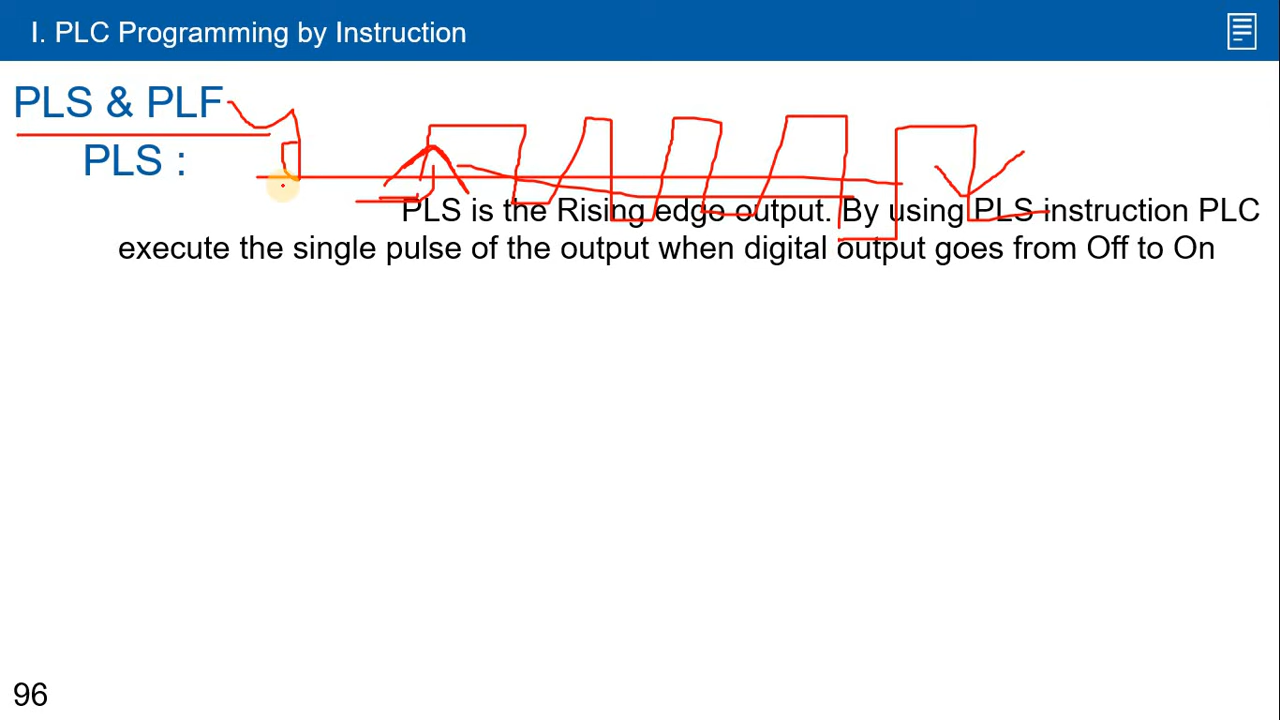 I. PLC Programming by Instruction
PLS & PLF
PLS :
PLS is the Rising edge output. By using PLS instruction PLC
execute the single pulse of the output when digital output goes from Off to On
96